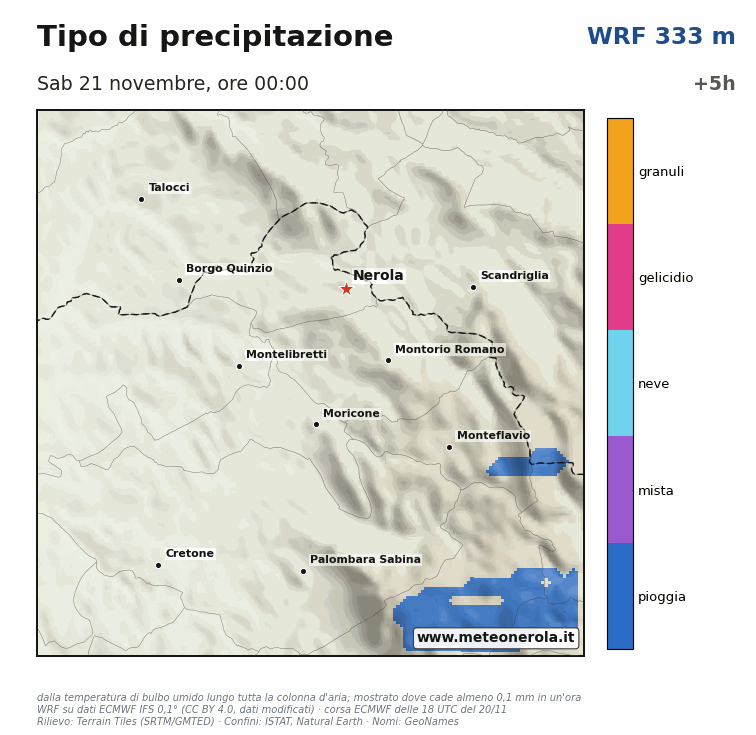 Tipo di precipitazione
WRF 333 m
Sab 21 novembre, ore 00:00
+5h
Talocci
Borgo Quinzio
Nerola
Scandriglia
Montelibretti
Montorio Romano
Moricone
Monteflavio
Cretone
Palombara Sabina
www.meteonerola.it
granuli
gelicidio
neve
mista
pioggia
dalla temperatura di bulbo umido lungo tutta la colonna d'aria; mostrato dove cade almeno 0,1 mm in un'ora
WRF su dati ECMWF IFS 0,1° (CC BY 4.0, dati modificati) · corsa ECMWF delle 18 UTC del 20/11
Rilievo: Terrain Tiles (SRTM/GMTED) · Confini: ISTAT, Natural Earth · Nomi: GeoNames